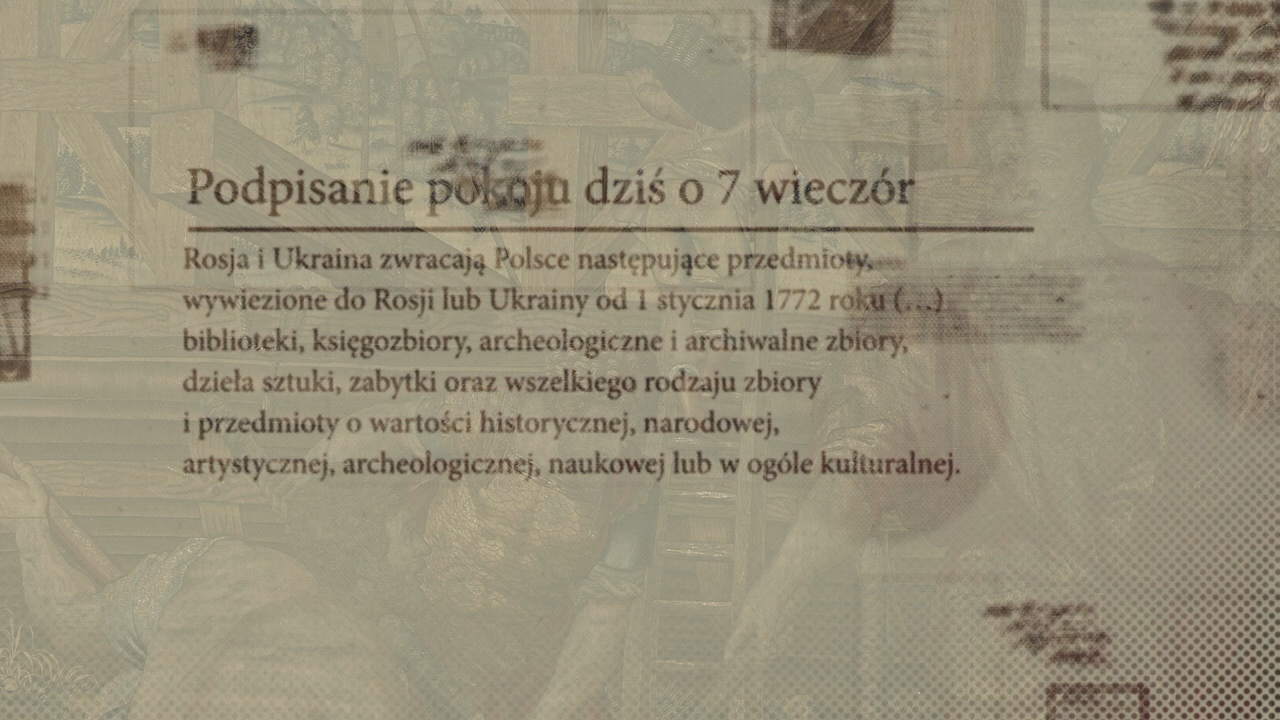 Podpisanie pokoju dziś o 7 wieczór
Rosja i Ukraina zwracają Polsce następujące przedmioty,
wywiezione do Rosji lub Ukrainy od 1 stycznia 1772 roku (…)
biblioteki, księgozbiory, archeologiczne i archiwalne zbiory,
dzieła sztuki, zabytki oraz wszelkiego rodzaju zbiory
i przedmioty o wartości historycznej, narodowej,
artystycznej, archeologicznej, naukowej lub w ogóle kulturalnej.